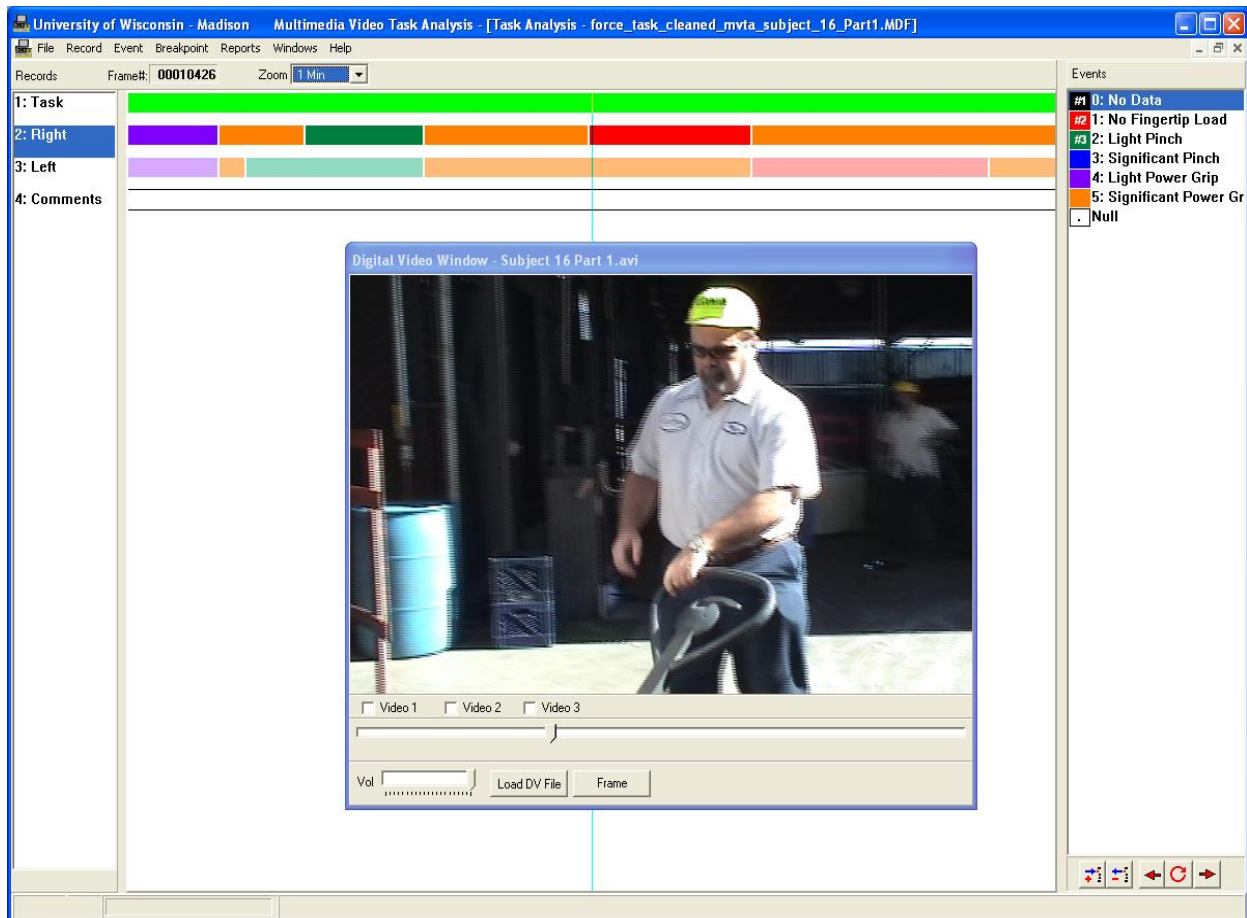 University of Wisconsin - Madison Multimedia Video Task Analysis - [Task Analysis - force_task_cleaned_mvta_subject_16_Part1.MDF]
File Record Event Breakpoint Reports Windows Help
Records Frame#: 00010426 Zoom 1 Min
Events
1: Task
2: Right
3: Left
4: Comments
#1 0: No Data
#2 1: No Fingertip Load
#3 2: Light Pinch
3: Significant Pinch
4: Light Power Grip
5: Significant Power Gr
. Null
Digital Video Window - Subject 16 Part 1.avi
Video 1 Video 2 Video 3
Vol Load DV File Frame